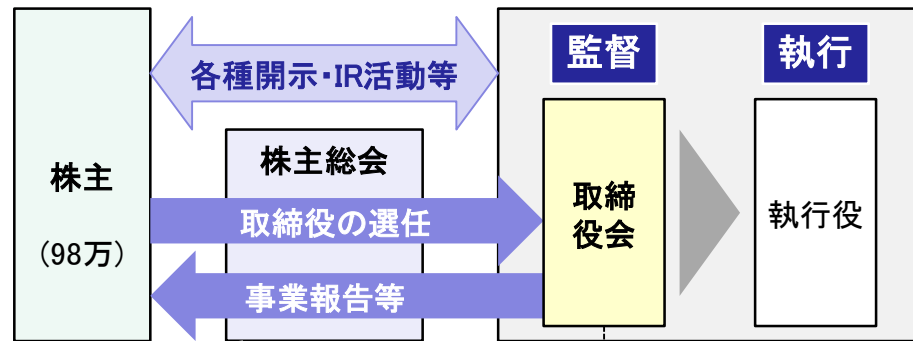 各種開示・IR活動等
監督
執行
株主
(98万)
株主総会
取締役の選任
事業報告等
取締
役会
執行役